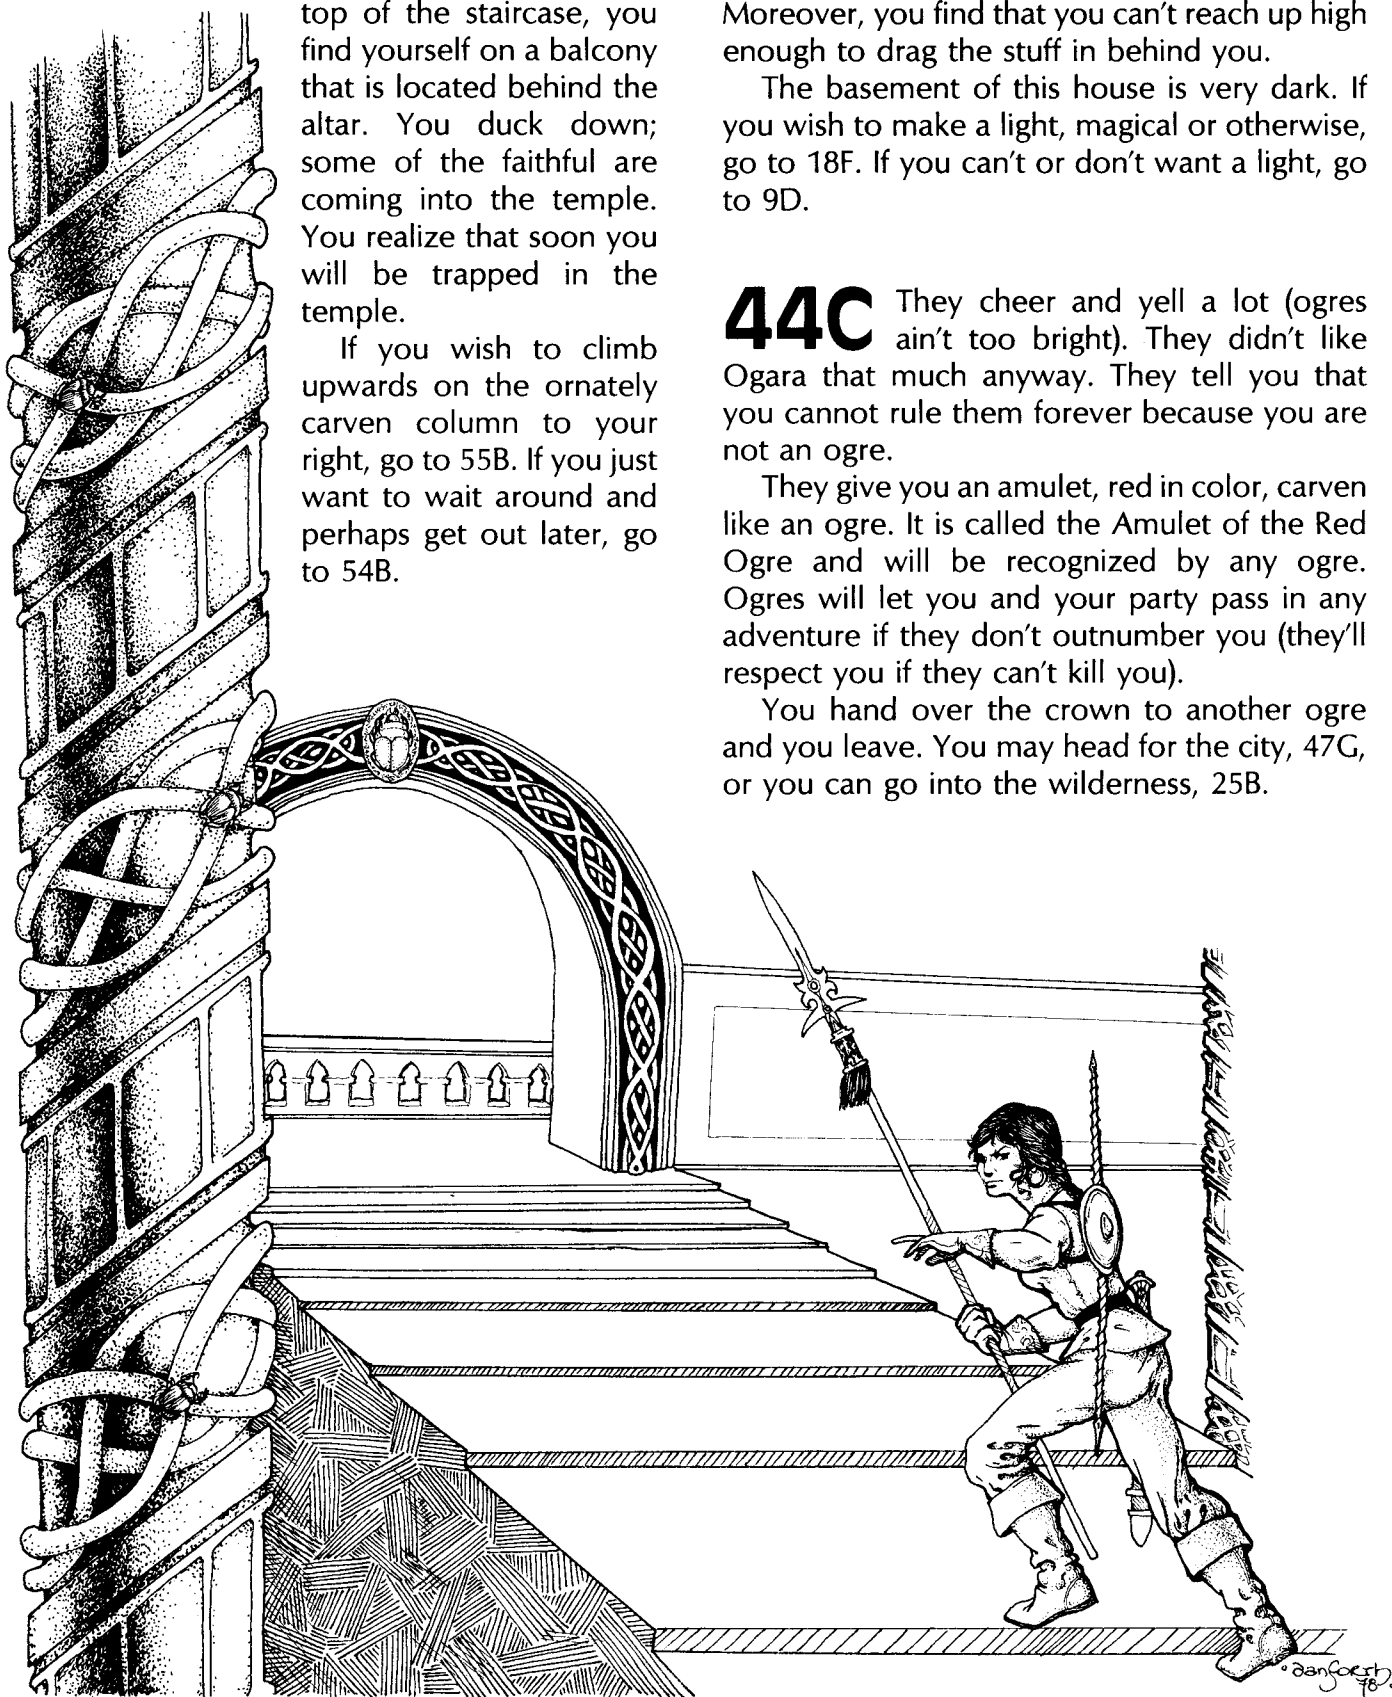 top of the staircase, you
find yourself on a balcony
that is located behind the
altar. You duck down;
some of the faithful are
coming into the temple.
You realize that soon you
will be trapped in the
temple.
If you wish to climb
upwards on the ornately
carven column to your
right, go to 55B. If you just
want to wait around and
perhaps get out later, go
to 54B.
Moreover, you find that you can't reach up high
enough to drag the stuff in behind you.
The basement of this house is very dark. If
you wish to make a light, magical or otherwise,
go to 18F. If you can't or don't want a light, go
to 9D.
44C They cheer and yell a lot (ogres
ain't too bright). They didn't like
Ogara that much anyway. They tell you that
you cannot rule them forever because you are
not an ogre.
They give you an amulet, red in color, carven
like an ogre. It is called the Amulet of the Red
Ogre and will be recognized by any ogre.
Ogres will let you and your party pass in any
adventure if they don't outnumber you (they'll
respect you if they can't kill you).
You hand over the crown to another ogre
and you leave. You may head for the city, 47G,
or you can go into the wilderness, 25B.
danforth
78.